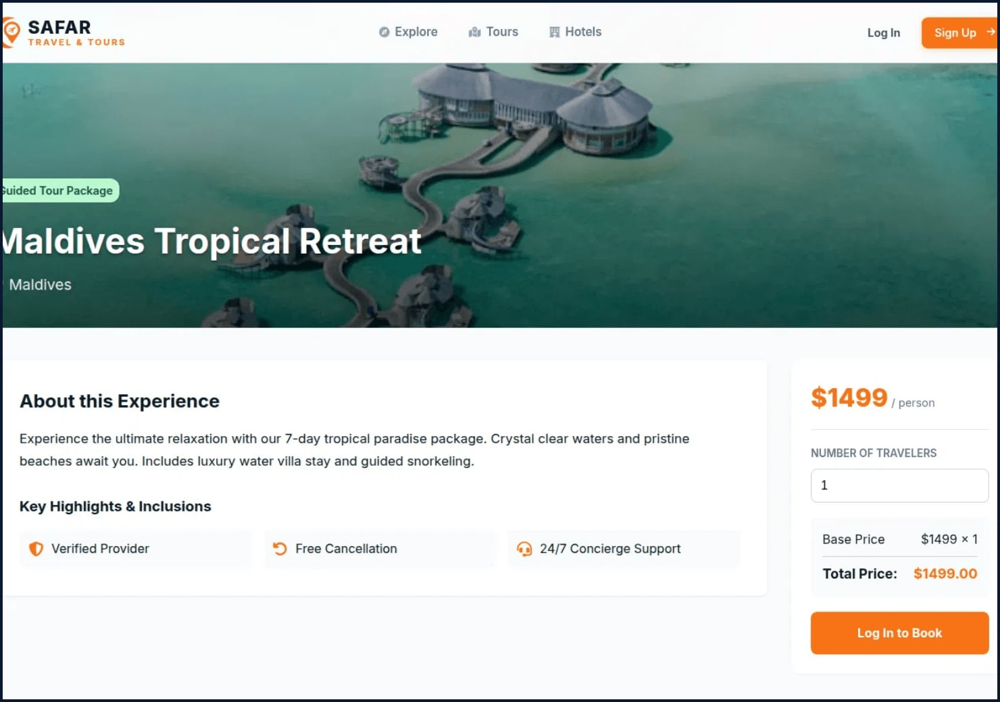 SAFAR
TRAVEL & TOURS
Explore
Tours
Hotels
Log In
Sign Up
Guided Tour Package
Maldives Tropical Retreat
Maldives
About this Experience
Experience the ultimate relaxation with our 7-day tropical paradise package. Crystal clear waters and pristine
beaches await you. Includes luxury water villa stay and guided snorkeling.
Key Highlights & Inclusions
Verified Provider
Free Cancellation
24/7 Concierge Support
$1499 / person
NUMBER OF TRAVELERS
1
Base Price $1499 × 1
Total Price: $1499.00
Log In to Book